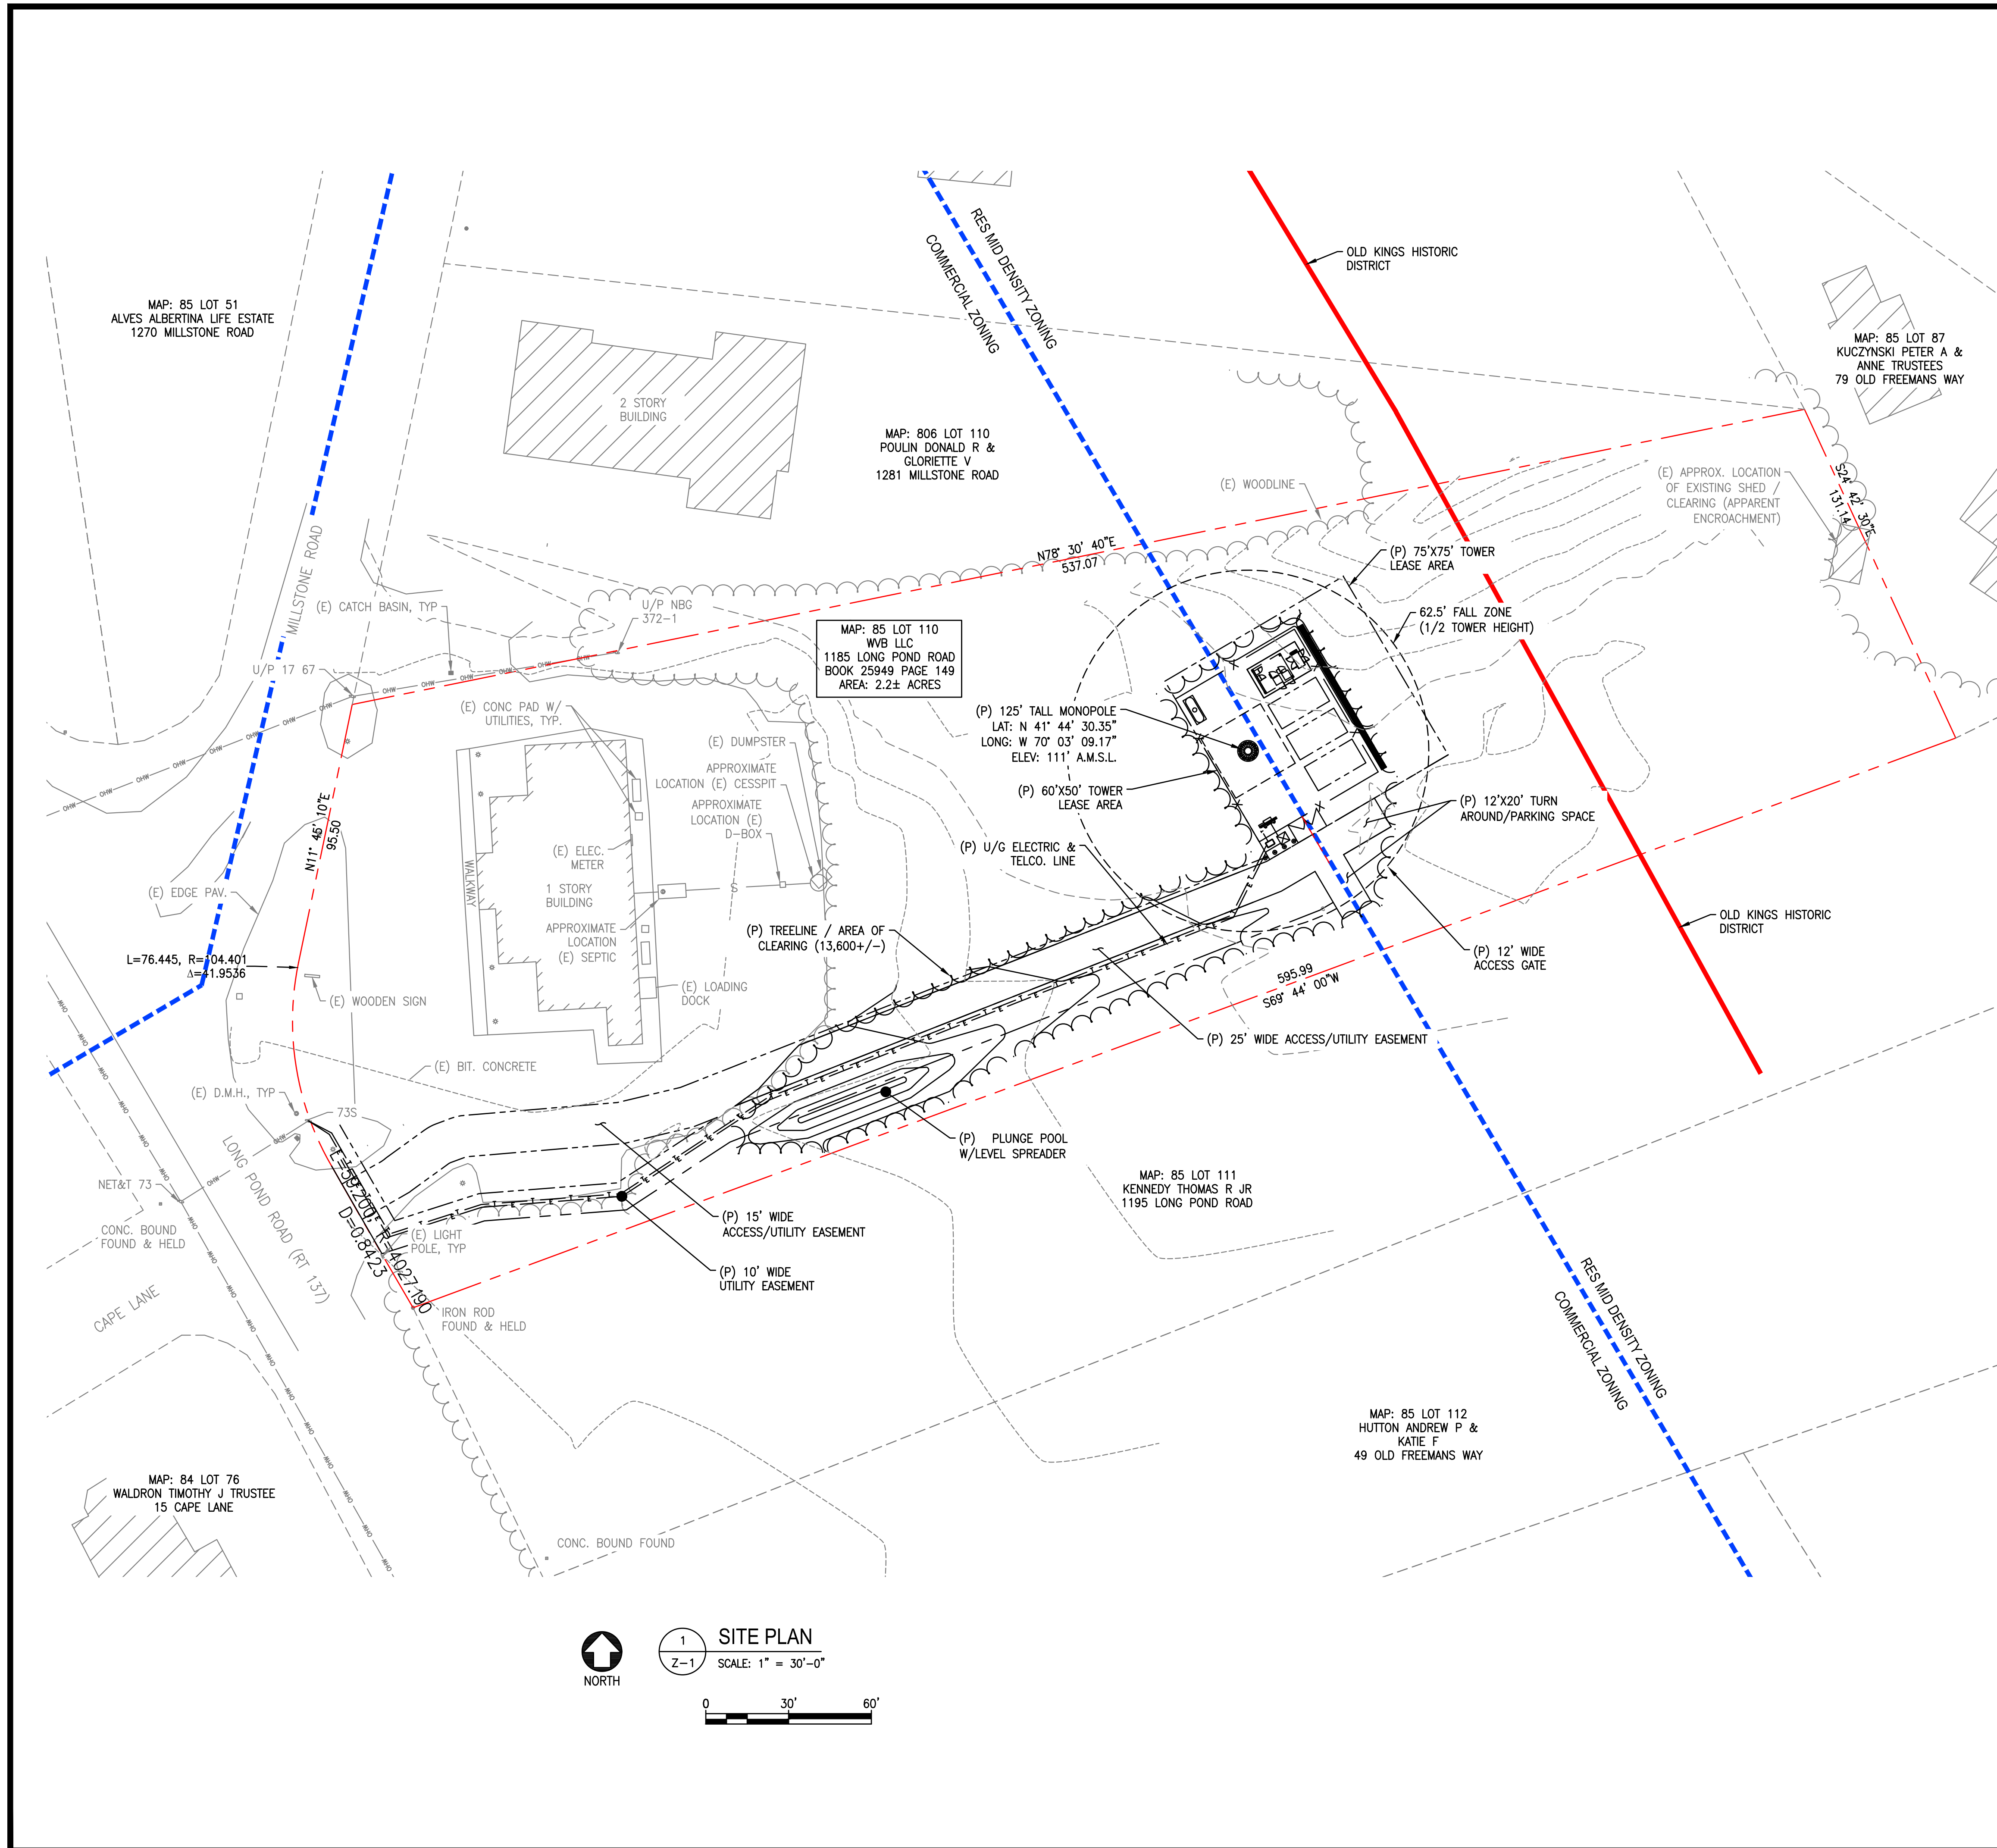 RES MID DENSITY ZONING
COMMERCIAL ZONING
OLD KINGS HISTORIC
DISTRICT
MAP: 85 LOT 51
ALVES ALBERTINA LIFE ESTATE
1270 MILLSTONE ROAD
MAP: 85 LOT 87
KUCZYNSKI PETER A &
ANNE TRUSTEES
79 OLD FREEMANS WAY
2 STORY
BUILDING
MAP: 806 LOT 110
POULIN DONALD R &
GLORIETTE V
1281 MILLSTONE ROAD
(E) WOODLINE
(E) APPROX. LOCATION
OF EXISTING SHED /
CLEARING (APPARENT
ENCROACHMENT)
S24° 42' 30"E
131.14
MILLSTONE ROAD
N78° 30' 40"E
537.07
(P) 75'X75' TOWER
LEASE AREA
(E) CATCH BASIN, TYP
U/P NBG
372-1
62.5' FALL ZONE
(1/2 TOWER HEIGHT)
MAP: 85 LOT 110
WVB LLC
1185 LONG POND ROAD
BOOK 25949 PAGE 149
AREA: 2.2± ACRES
U/P 17 67
OHW OHW OHW OHW OHW
OHW OHW OHW OHW OHW OHW
(E) CONC PAD W/
UTILITIES, TYP.
(P) 125' TALL MONOPOLE
LAT: N 41° 44' 30.35"
LONG: W 70° 03' 09.17"
ELEV: 111' A.M.S.L.
(E) DUMPSTER
APPROXIMATE
LOCATION (E) CESSPIT
(P) 60'X50' TOWER
LEASE AREA
APPROXIMATE
LOCATION (E)
D-BOX
(P) 12'X20' TURN
AROUND/PARKING SPACE
N11° 45' 10"E
95.50
(E) ELEC.
METER
(P) U/G ELECTRIC &
TELCO. LINE
WALKWAY
1 STORY
BUILDING
S
(E) EDGE PAV.
APPROXIMATE
LOCATION
(E) SEPTIC
(P) TREELINE / AREA OF
CLEARING (13,600+/-)
OLD KINGS HISTORIC
DISTRICT
(P) 12' WIDE
ACCESS GATE
L=76.445, R=104.401
Δ=41.9536
595.99
S69° 44' 00"W
(E) WOODEN SIGN
(E) LOADING
DOCK
(P) 25' WIDE ACCESS/UTILITY EASEMENT
(E) BIT. CONCRETE
(E) D.M.H., TYP
73S
(P) PLUNGE POOL
W/LEVEL SPREADER
LONG POND ROAD (RT 137)
NET&T 73
MAP: 85 LOT 111
KENNEDY THOMAS R JR
1195 LONG POND ROAD
D=0.8423
CONC. BOUND
FOUND & HELD
(E) LIGHT
POLE, TYP
(P) 15' WIDE
ACCESS/UTILITY EASEMENT
(P) 10' WIDE
UTILITY EASEMENT
CAPE LANE
IRON ROD
FOUND & HELD
RES MID DENSITY ZONING
COMMERCIAL ZONING
MAP: 85 LOT 112
HUTTON ANDREW P &
KATIE F
49 OLD FREEMANS WAY
MAP: 84 LOT 76
WALDRON TIMOTHY J TRUSTEE
15 CAPE LANE
CONC. BOUND FOUND
NORTH
1
Z-1
SITE PLAN
SCALE: 1" = 30'-0"
0 30' 60'